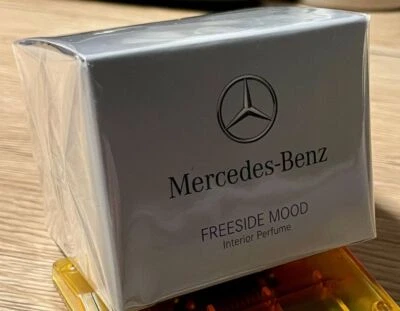 Mercedes-Benz
FREESIDE MOOD
Interior Perfume